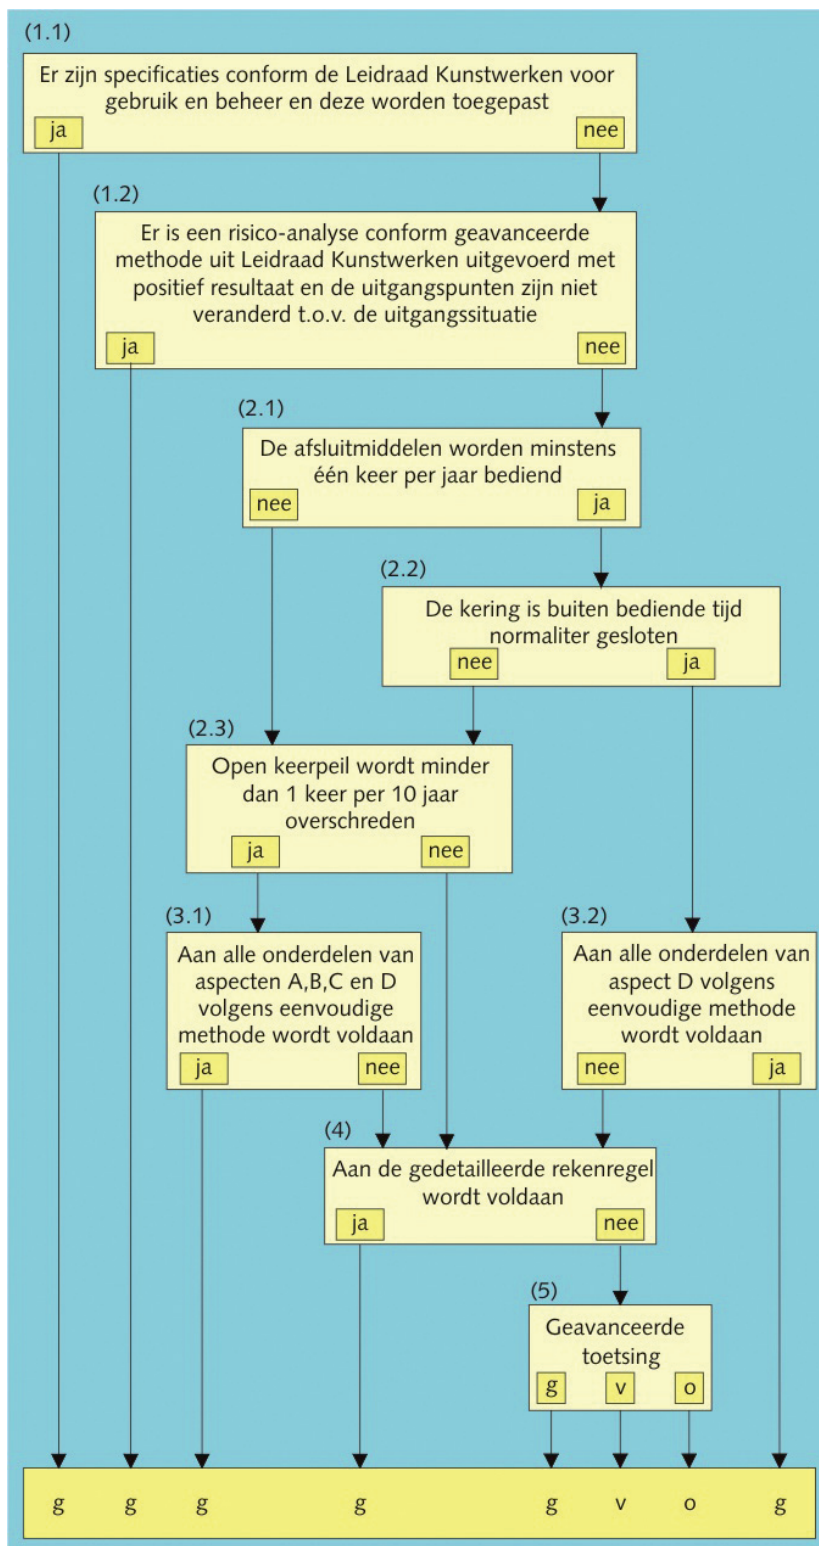 (1.1)
Er zijn specificaties conform de Leidraad Kunstwerken voor
gebruik en beheer en deze worden toegepast
ja nee
(1.2)
Er is een risico-analyse conform geavanceerde
methode uit Leidraad Kunstwerken uitgevoerd met
positief resultaat en de uitgangspunten zijn niet
veranderd t.o.v. de uitgangssituatie
ja nee
(2.1)
De afsluitmiddelen worden minstens
één keer per jaar bediend
nee ja
(2.2)
De kering is buiten bediende tijd
normaliter gesloten
nee ja
(2.3)
Open keerpeil wordt minder
dan 1 keer per 10 jaar
overschreden
ja nee
(3.1)
Aan alle onderdelen van
aspecten A,B,C en D
volgens eenvoudige
methode wordt voldaan
ja nee
(3.2)
Aan alle onderdelen van
aspect D volgens
eenvoudige methode
wordt voldaan
nee ja
(4)
Aan de gedetailleerde rekenregel
wordt voldaan
ja nee
(5)
Geavanceerde
toetsing
g v o
g g g g g v o g